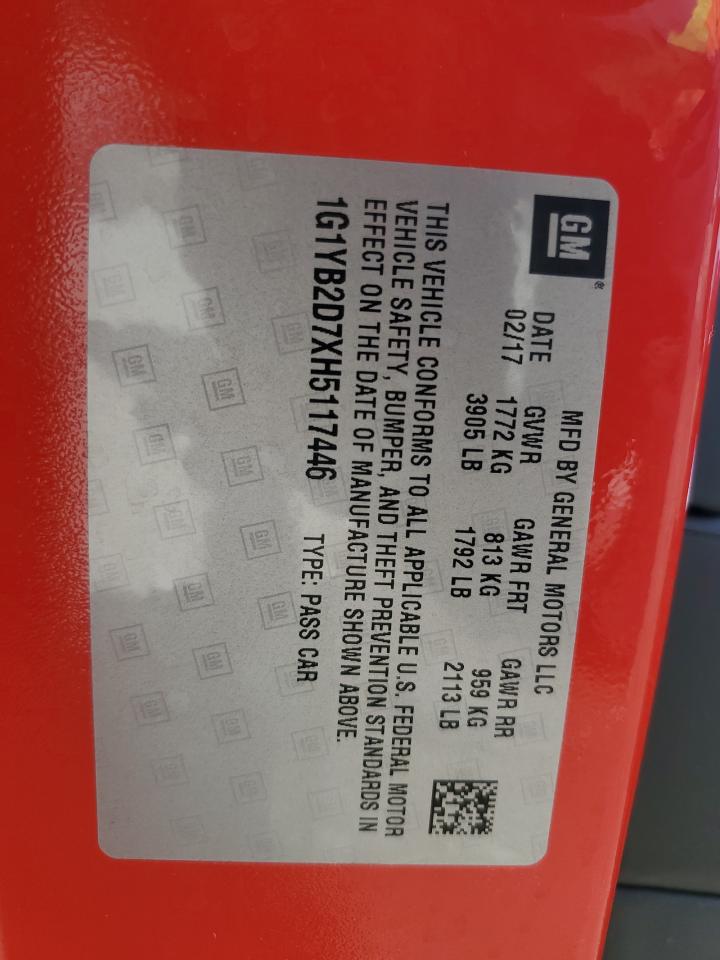 GM®
MFD BY GENERAL MOTORS LLC
DATE GVWR GAWR FRT GAWR RR
02/17 1772 KG 813 KG 959 KG
3905 LB 1792 LB 2113 LB
THIS VEHICLE CONFORMS TO ALL APPLICABLE U.S. FEDERAL MOTOR
VEHICLE SAFETY, BUMPER, AND THEFT PREVENTION STANDARDS IN
EFFECT ON THE DATE OF MANUFACTURE SHOWN ABOVE.
1G1YB2D7XH5117446 TYPE: PASS CAR